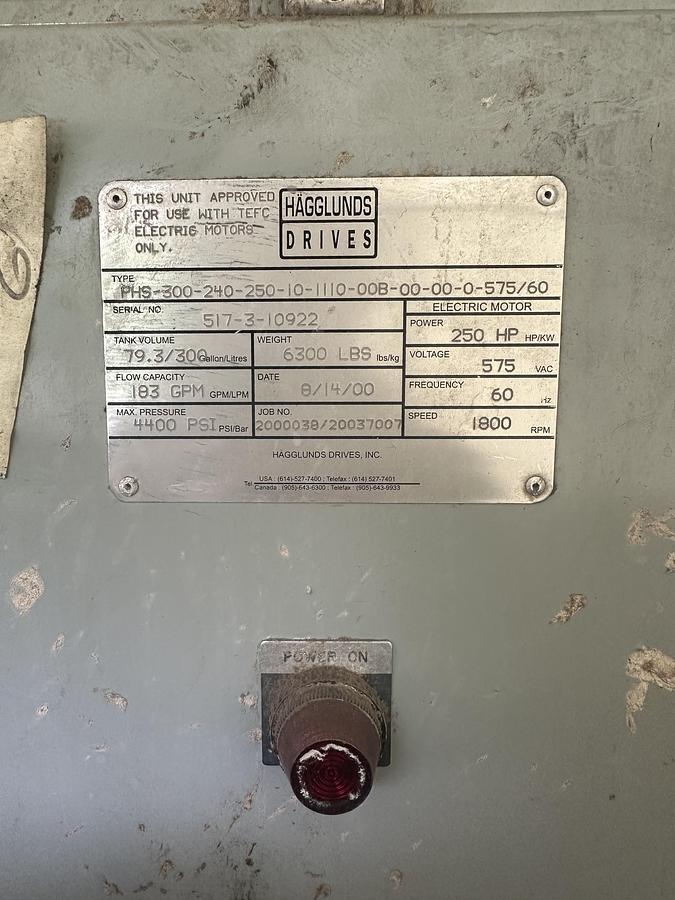 THIS UNIT APPROVED
FOR USE WITH TEFC
ELECTRIC MOTORS
ONLY.
HÄGGLUNDS
DRIVES
TYPE
PHS-300-240-250-10-1110-00B-00-00-0-575/60
SERIAL NO.
517-3-10922
ELECTRIC MOTOR
POWER
250 HP HP/KW
TANK VOLUME
79.3/300 Gallon/Litres
WEIGHT
6300 LBS lbs/kg
VOLTAGE
575 VAC
FLOW CAPACITY
183 GPM GPM/LPM
DATE
8/14/00
FREQUENCY
60 Hz
MAX. PRESSURE
4400 PSI PSI/Bar
JOB NO.
2000038/20037007
SPEED
1800 RPM
HÄGGLUNDS DRIVES, INC.
USA : (614)-527-7400 ; Telefax : (614) 527-7401
Tel
Canada : (905)-643-6300 ; Telefax : (905)-643-9933
POWER ON